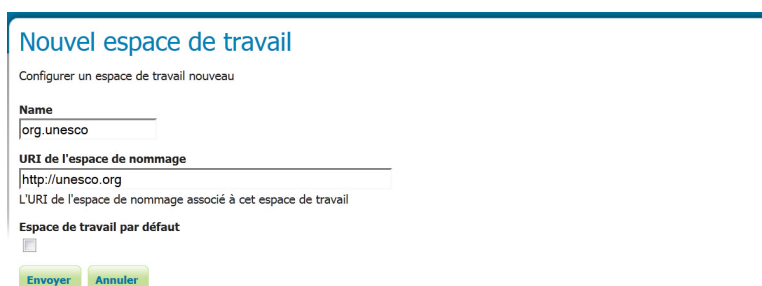 Nouvel espace de travail
Configurer un espace de travail nouveau
Name
org.unesco
URI de l'espace de nommage
http://unesco.org
L'URI de l'espace de nommage associé à cet espace de travail
Espace de travail par défaut
Envoyer Annuler